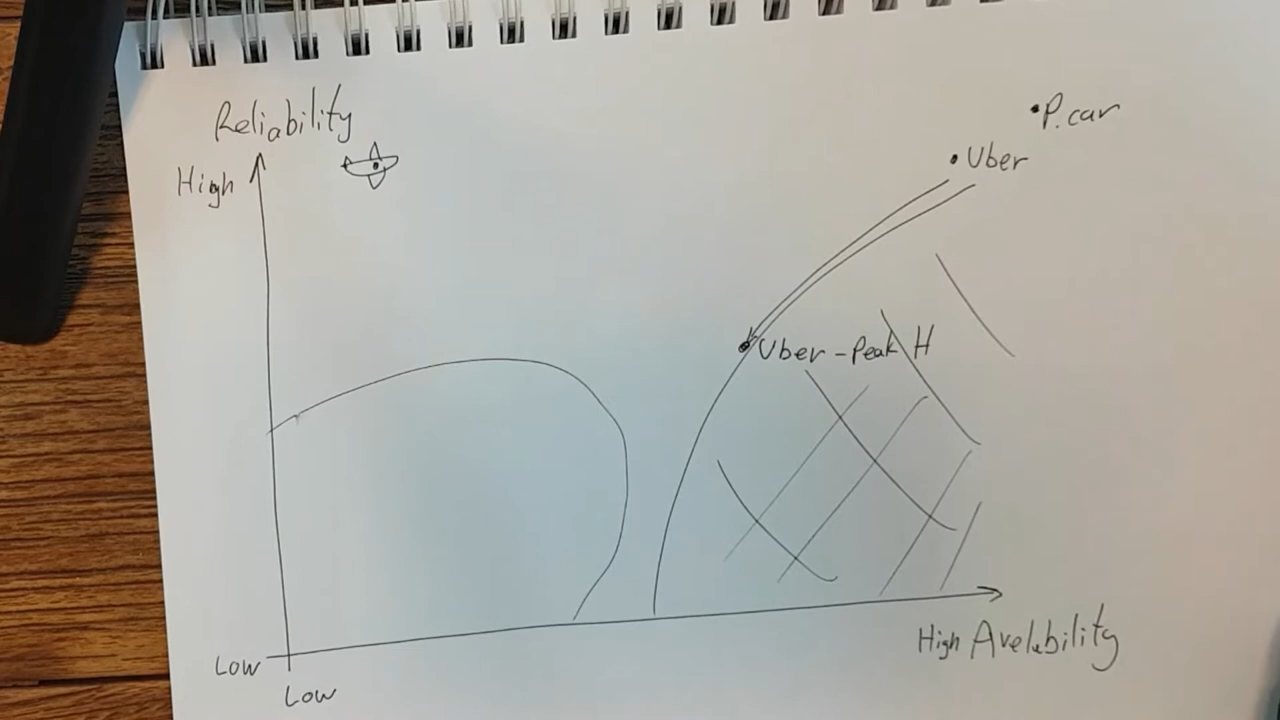 Reliability
High
P.car
Uber
Uber-Peak H
Low
Low
High Avelability